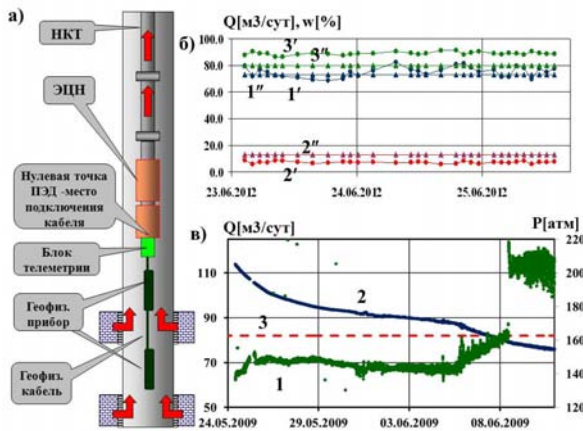 а)
НКТ
ЭЦН
Нулевая точка
ПЭД -место
подключения
кабеля
Блок
телеметрии
Геофиз.
прибор
Геофиз.
кабель
Q[м3/сут], w[%]
б)
100.0
80.0
60.0
40.0
20.0
0.0
3′
3″
1″
1′
2″
2′
23.06.2012
24.06.2012
25.06.2012
в)
Q[м3/сут]
P[атм]
110
90
70
50
220
200
180
160
140
120
2
3
1
24.05.2009
29.05.2009
03.06.2009
08.06.2009